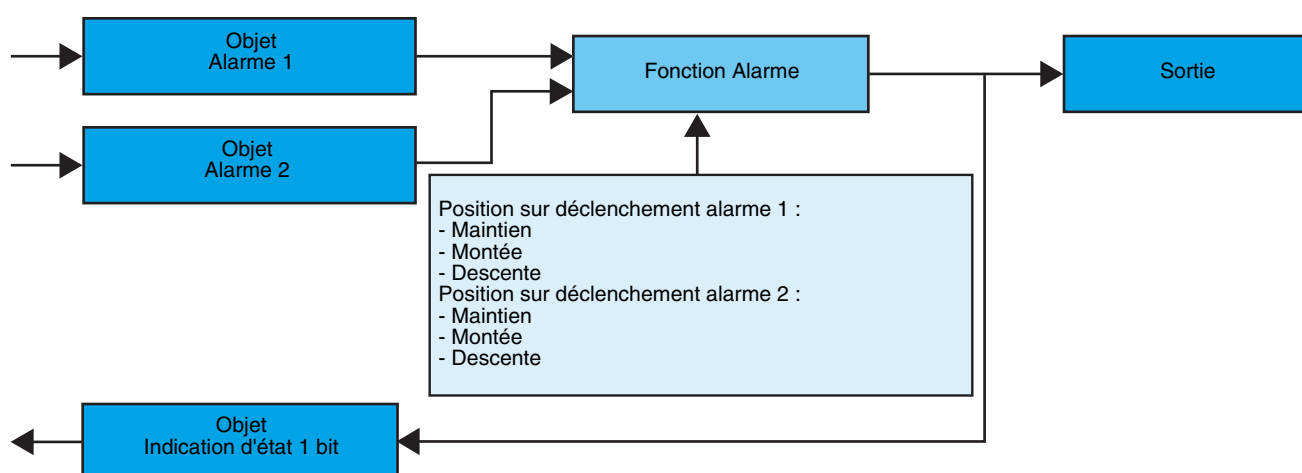 Objet
Alarme 1
Fonction Alarme
Sortie
Objet
Alarme 2
Position sur déclenchement alarme 1 :
- Maintien
- Montée
- Descente
Position sur déclenchement alarme 2 :
- Maintien
- Montée
- Descente
Objet
Indication d'état 1 bit